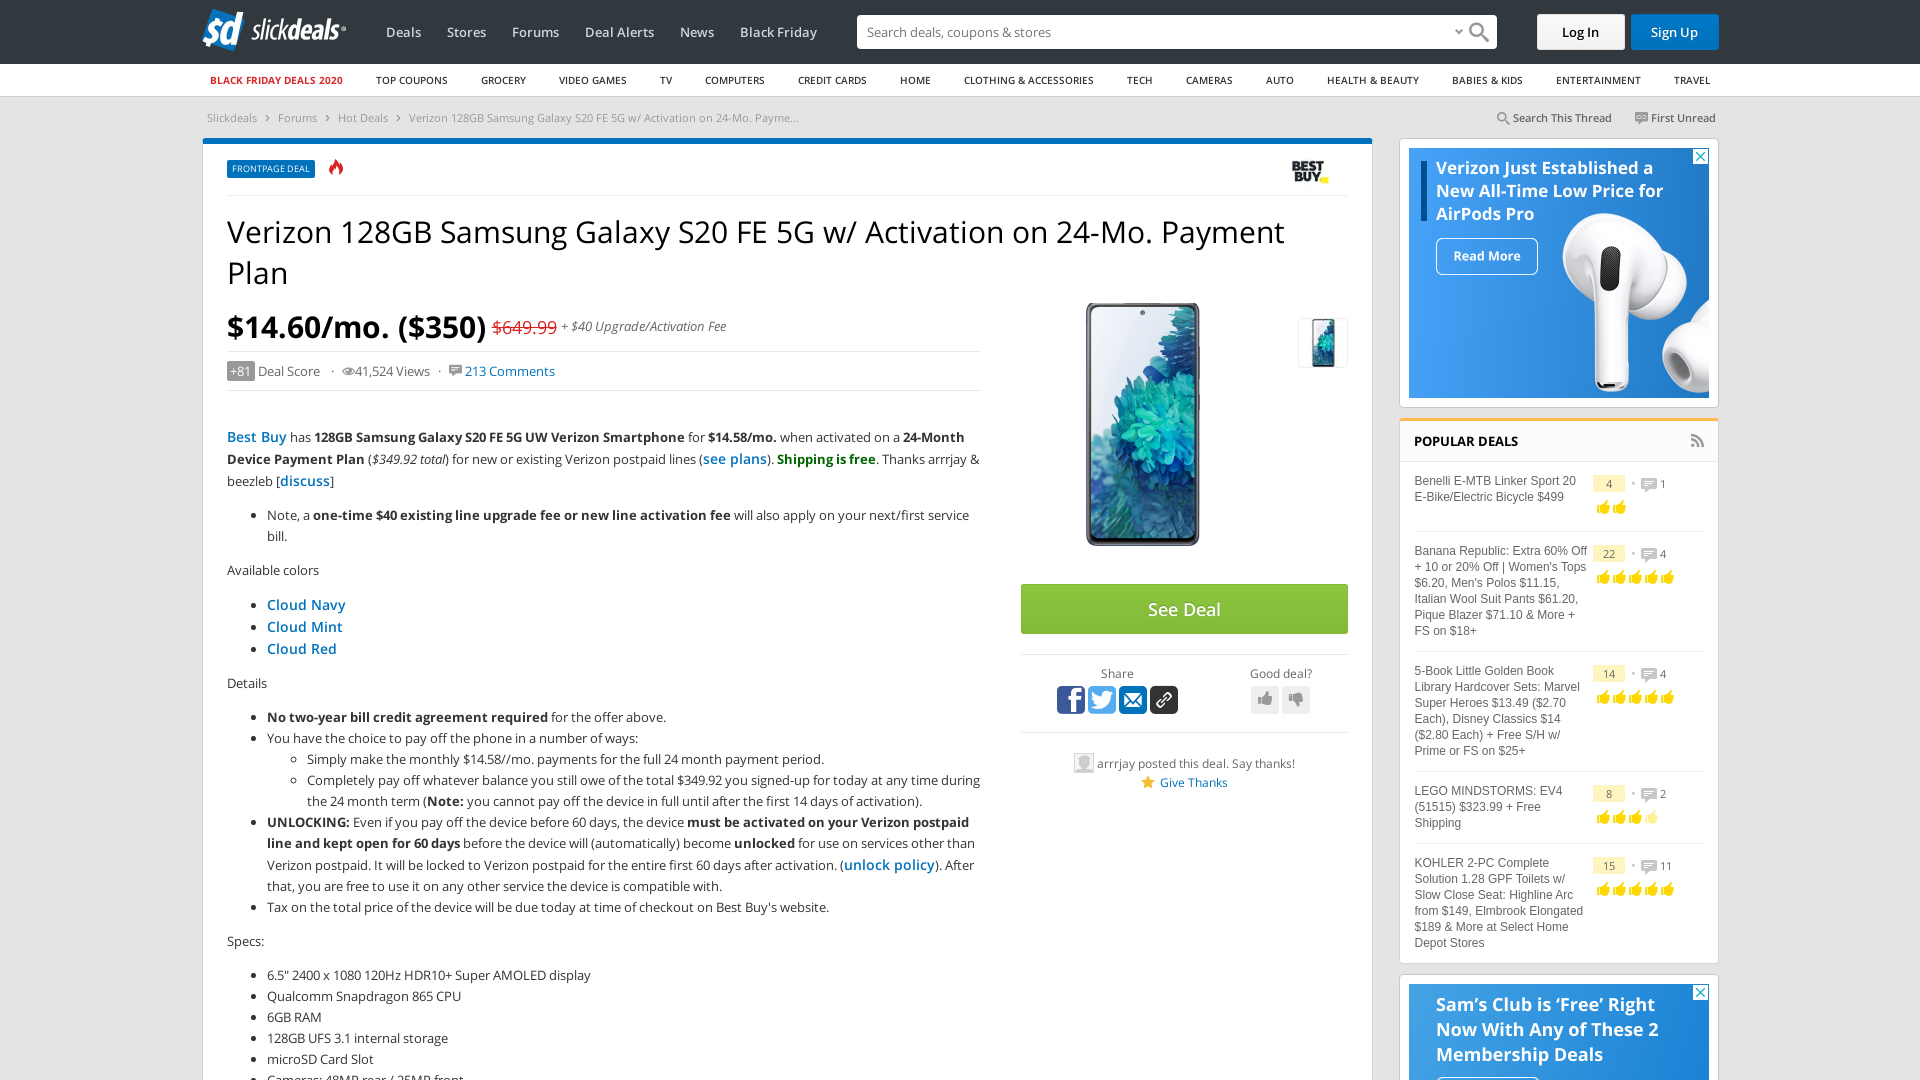 slickdeals
Deals
Stores
Forums
Deal Alerts
News
Black Friday
Search deals, coupons & stores
Log In
Sign Up
BLACK FRIDAY DEALS 2020
TOP COUPONS
GROCERY
VIDEO GAMES
TV
COMPUTERS
CREDIT CARDS
HOME
CLOTHING & ACCESSORIES
TECH
CAMERAS
AUTO
HEALTH & BEAUTY
BABIES & KIDS
ENTERTAINMENT
TRAVEL
Slickdeals › Forums › Hot Deals › Verizon 128GB Samsung Galaxy S20 FE 5G w/ Activation on 24-Mo. Payme...
Search This Thread
First Unread
FRONTPAGE DEAL
BEST
BUY
Verizon 128GB Samsung Galaxy S20 FE 5G w/ Activation on 24-Mo. Payment
Plan
$14.60/mo. ($350) $649.99 + $40 Upgrade/Activation Fee
+81 Deal Score · 41,524 Views · 213 Comments
Best Buy has 128GB Samsung Galaxy S20 FE 5G UW Verizon Smartphone for $14.58/mo. when activated on a 24-Month
Device Payment Plan ($349.92 total) for new or existing Verizon postpaid lines (see plans). Shipping is free. Thanks arrrjay &
beezleb [discuss]
Note, a one-time $40 existing line upgrade fee or new line activation fee will also apply on your next/first service
bill.
Available colors
Cloud Navy
Cloud Mint
Cloud Red
Details
No two-year bill credit agreement required for the offer above.
You have the choice to pay off the phone in a number of ways:
Simply make the monthly $14.58//mo. payments for the full 24 month payment period.
Completely pay off whatever balance you still owe of the total $349.92 you signed-up for today at any time during
the 24 month term (Note: you cannot pay off the device in full until after the first 14 days of activation).
UNLOCKING: Even if you pay off the device before 60 days, the device must be activated on your Verizon postpaid
line and kept open for 60 days before the device will (automatically) become unlocked for use on services other than
Verizon postpaid. It will be locked to Verizon postpaid for the entire first 60 days after activation. (unlock policy). After
that, you are free to use it on any other service the device is compatible with.
Tax on the total price of the device will be due today at time of checkout on Best Buy's website.
Specs:
6.5" 2400 x 1080 120Hz HDR10+ Super AMOLED display
Qualcomm Snapdragon 865 CPU
6GB RAM
128GB UFS 3.1 internal storage
microSD Card Slot
Cameras: 48MP rear / 25MP front
See Deal
Share
Good deal?
arrrjay posted this deal. Say thanks!
Give Thanks
Verizon Just Established a
New All-Time Low Price for
AirPods Pro
Read More
POPULAR DEALS
Benelli E-MTB Linker Sport 20
E-Bike/Electric Bicycle $499
4 • 1
Banana Republic: Extra 60% Off
+ 10 or 20% Off | Women's Tops
$6.20, Men's Polos $11.15,
Italian Wool Suit Pants $61.20,
Pique Blazer $71.10 & More +
FS on $18+
22 • 4
5-Book Little Golden Book
Library Hardcover Sets: Marvel
Super Heroes $13.49 ($2.70
Each), Disney Classics $14
($2.80 Each) + Free S/H w/
Prime or FS on $25+
14 • 4
LEGO MINDSTORMS: EV4
(51515) $323.99 + Free
Shipping
8 • 2
KOHLER 2-PC Complete
Solution 1.28 GPF Toilets w/
Slow Close Seat: Highline Arc
from $149, Elmbrook Elongated
$189 & More at Select Home
Depot Stores
15 • 11
Sam's Club is 'Free' Right
Now With Any of These 2
Membership Deals